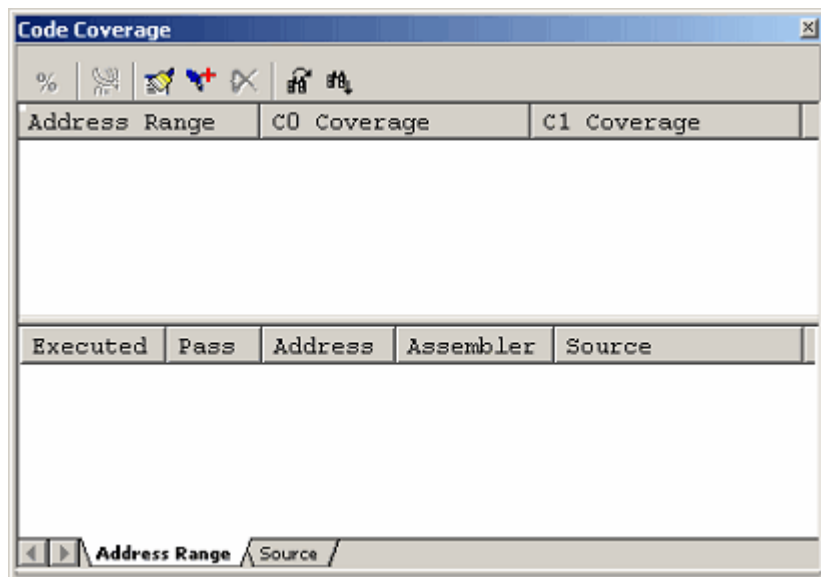 Code Coverage
%
Address Range C0 Coverage C1 Coverage
Executed Pass Address Assembler Source
Address Range Source